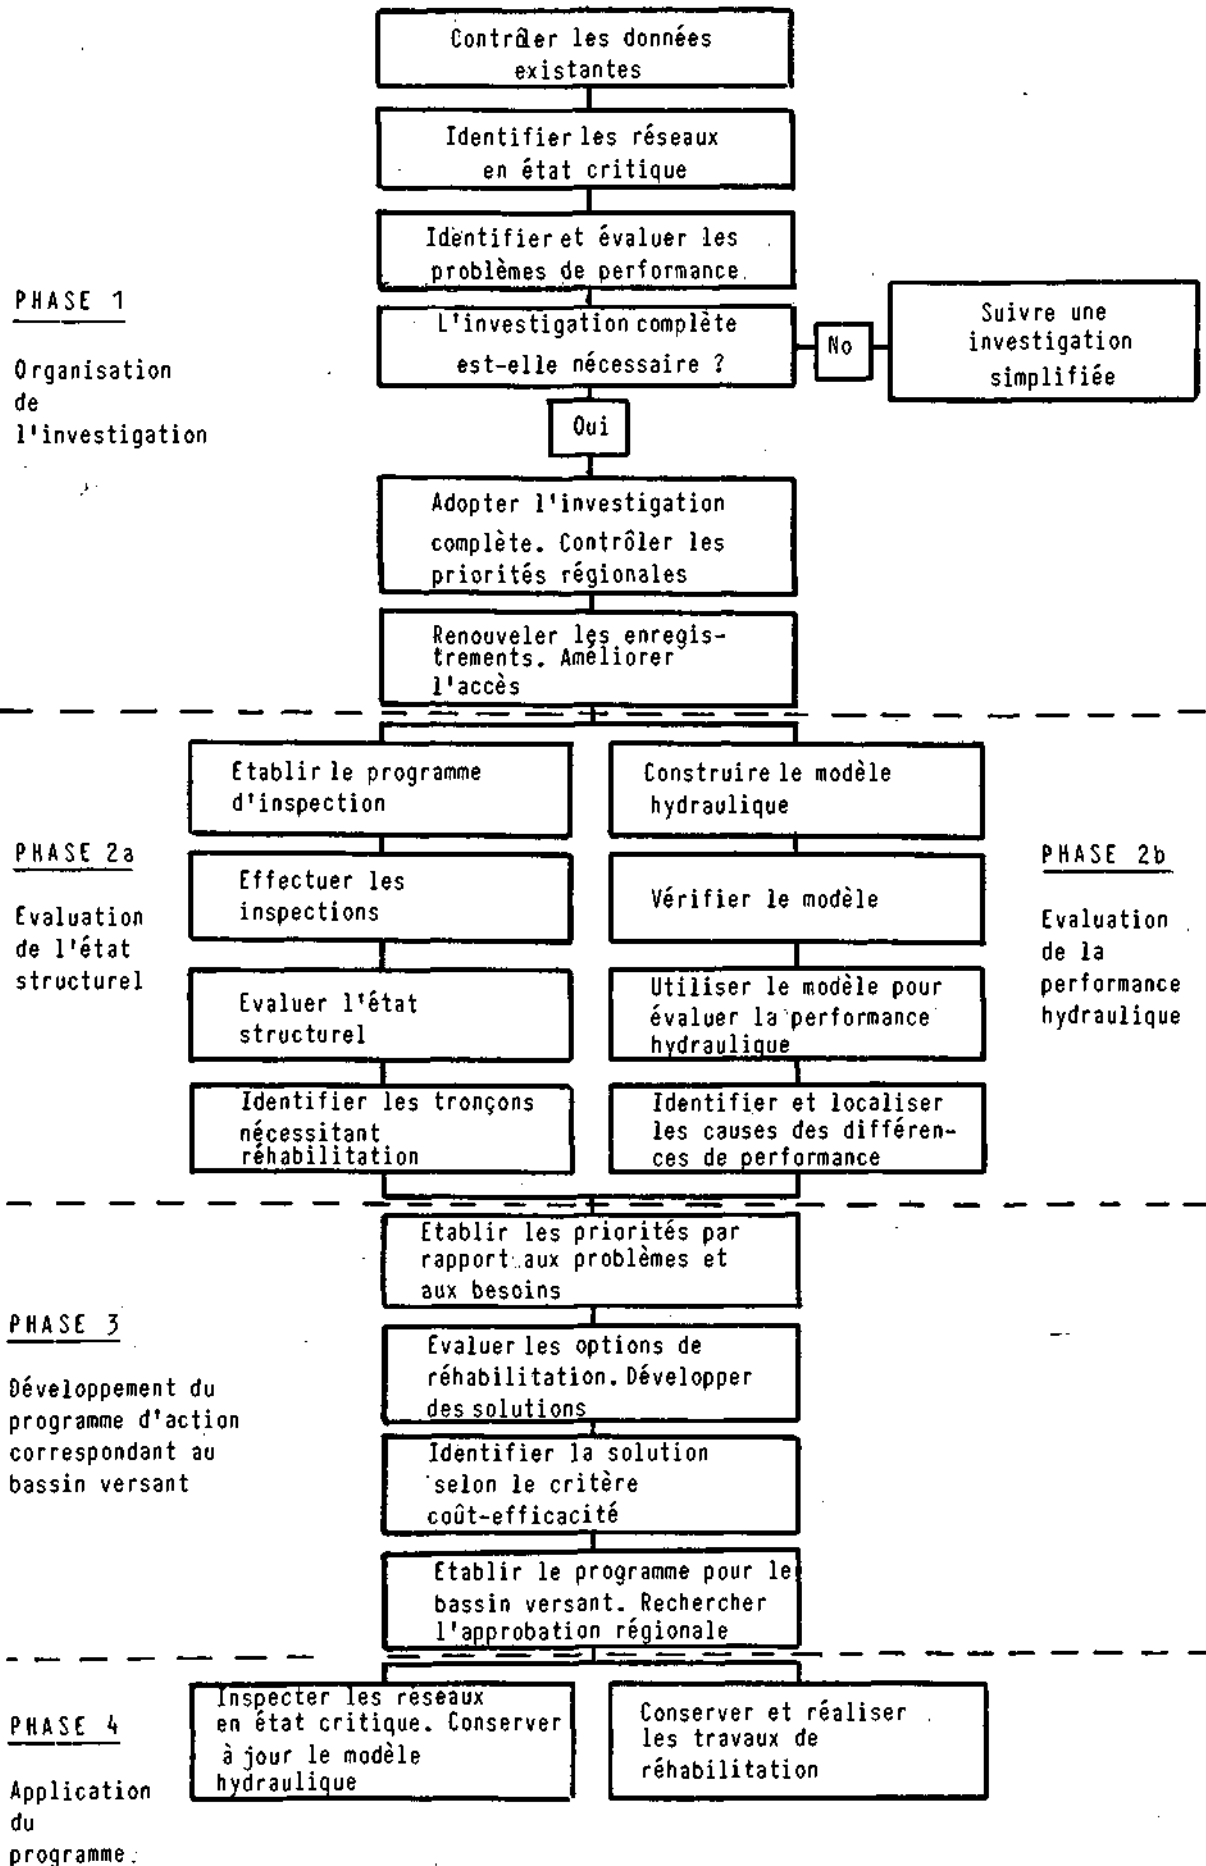 Contrôler les données
existantes
Identifier les réseaux
en état critique
Identifier et évaluer les
problèmes de performance
PHASE 1
Organisation
de
l'investigation
L'investigation complète
est-elle nécessaire ?
No
Suivre une
investigation
simplifiée
Oui
Adopter l'investigation
complète. Contrôler les
priorités régionales
Renouveler les enregis-
trements. Améliorer
l'accès
PHASE 2a
Evaluation
de l'état
structurel
Etablir le programme
d'inspection
Effectuer les
inspections
Evaluer l'état
structurel
Identifier les tronçons
nécessitant
réhabilitation
Construire le modèle
hydraulique
Vérifier le modèle
Utiliser le modèle pour
évaluer la performance
hydraulique
Identifier et localiser
les causes des différen-
ces de performance
PHASE 2b
Evaluation
de la
performance
hydraulique
PHASE 3
Développement du
programme d'action
correspondant au
bassin versant
Etablir les priorités par
rapport aux problèmes et
aux besoins
Evaluer les options de
réhabilitation. Développer
des solutions
Identifier la solution
selon le critère
coût-efficacité
Etablir le programme pour le
bassin versant. Rechercher
l'approbation régionale
PHASE 4
Application
du
programme.
Inspecter les réseaux
en état critique. Conserver
à jour le modèle
hydraulique
Conserver et réaliser
les travaux de
réhabilitation